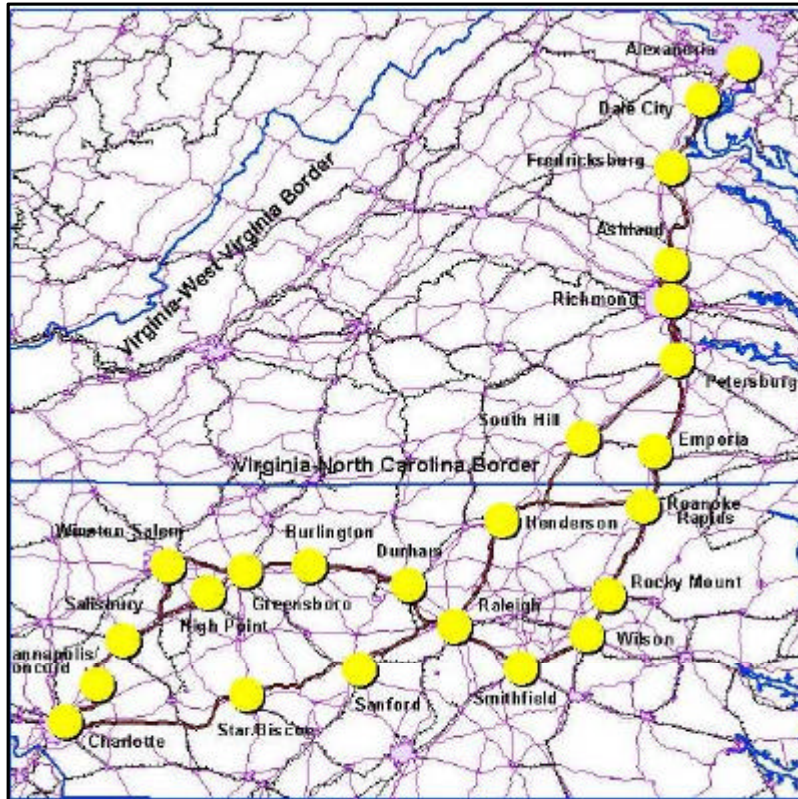 Alexandria
Dale City
Fredricksburg
Ashland
Virginia-West Virginia Border
Richmond
Petersburg
South Hill
Emporia
Virginia-North Carolina Border
Roanoke
Rapids
Henderson
Winston-Salem
Burlington
Durham
Rocky Mount
Salisbury
Greensboro
Raleigh
High Point
Wilson
annapolis/
oncord
Sanford
Smithfield
Star/Biscoe
Charlotte